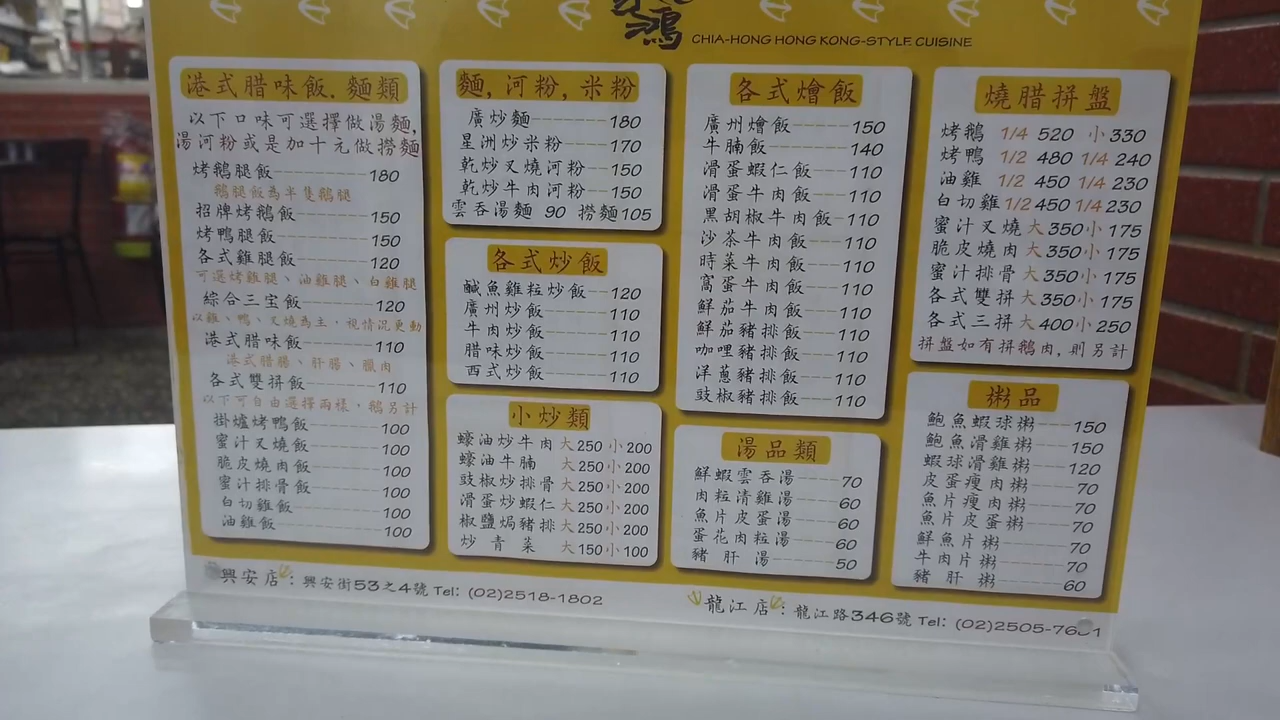 鴻 CHIA-HONG HONG KONG-STYLE CUISINE
港式腊味飯.麵類
以下口味可選擇做湯麵,
湯河粉或是加十元做撈麵
烤鵝腿飯 180
鵝腿飯為半隻鵝腿
招牌烤鵝飯 150
烤鴨腿飯 150
各式雞腿飯 120
可選烤雞腿、油雞腿、白雞腿
綜合三宝飯 120
以雞、鴨、叉燒為主,視情況更動
港式腊味飯 110
港式腊腸、肝腸、臘肉
各式雙拼飯 110
以下可自由選擇兩樣,鵝另計
掛爐烤鴨飯 100
蜜汁叉燒飯 100
脆皮燒肉飯 100
蜜汁排骨飯 100
白切雞飯 100
油雞飯 100
麵,河粉,米粉
廣炒麵 180
星洲炒米粉 170
乾炒叉燒河粉 150
乾炒牛肉河粉 150
雲吞湯麵 90 撈麵105
各式炒飯
鹹魚雞粒炒飯 120
廣州炒飯 110
牛肉炒飯 110
腊味炒飯 110
西式炒飯 110
小炒類
蠔油炒牛肉大250小200
蠔油牛腩 大250小200
豉椒炒排骨大250小200
滑蛋炒蝦仁大250小200
椒鹽焗豬排大250小200
炒青菜 大150小100
各式燴飯
廣州燴飯 150
牛腩飯 140
滑蛋蝦仁飯 110
滑蛋牛肉飯 110
黑胡椒牛肉飯 110
沙茶牛肉飯 110
時菜牛肉飯 110
窩蛋牛肉飯 110
鮮茄牛肉飯 110
鮮茄豬排飯 110
咖哩豬排飯 110
洋蔥豬排飯 110
豉椒豬排飯 110
湯品類
鮮蝦雲吞湯 70
肉粒清雞湯 60
魚片皮蛋湯 60
蛋花肉粒湯 60
豬肝湯 50
燒腊拼盤
烤鵝 1/4 520 小330
烤鴨 1/2 480 1/4 240
油雞 1/2 450 1/4 230
白切雞 1/2 450 1/4 230
蜜汁叉燒大350小175
脆皮燒肉大350小175
蜜汁排骨大350小175
各式雙拼大350小175
各式三拼大400小250
拼盤如有拼鵝肉,則另計
粥品
鮑魚蝦球粥 150
鮑魚滑雞粥 150
蝦球滑雞粥 120
皮蛋瘦肉粥 70
魚片瘦肉粥 70
魚片皮蛋粥 70
鮮魚片粥 70
牛肉片粥 70
豬肝粥 60
興安店:興安街53之4號 Tel: (02)2518-1802
龍江店:龍江路346號 Tel: (02)2505-76 1